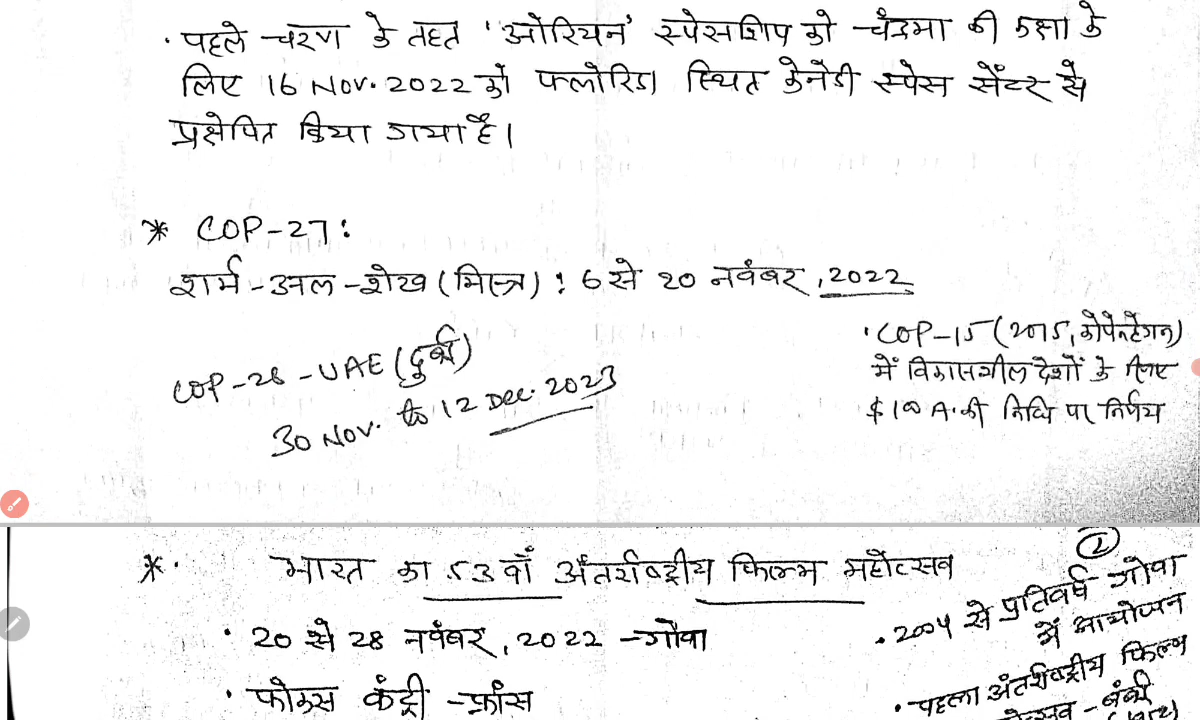 · पहले चरण के तहत 'ओरियन' स्पेसशिप को चंद्रमा की कक्षा के
लिए 16 Nov. 2022 को फ्लोरिडा स्थित केनेडी स्पेस सेंटर से
प्रक्षेपित किया गया है।
* COP-27:
शर्म-अल-शेख (मिस्त्र) : 6 से 20 नवंबर, 2022
· COP-15 (2015, कोपेनहेगन)
में विकासशील देशों के लिए
$ 100 A. की निधि पर निर्णय
COP-28 - UAE (दुबई)
30 Nov. to 12 Dec. 2023
2
* · भारत का 53वाँ अंतर्राष्ट्रीय फिल्म महोत्सव
· 20 से 28 नवंबर, 2022 - गोवा
· फोकस कंट्री - फ्रांस
· 2004 से प्रतिवर्ष गोवा
में आयोजन
· पहला अंतर्राष्ट्रीय फिल्म
- बंबई